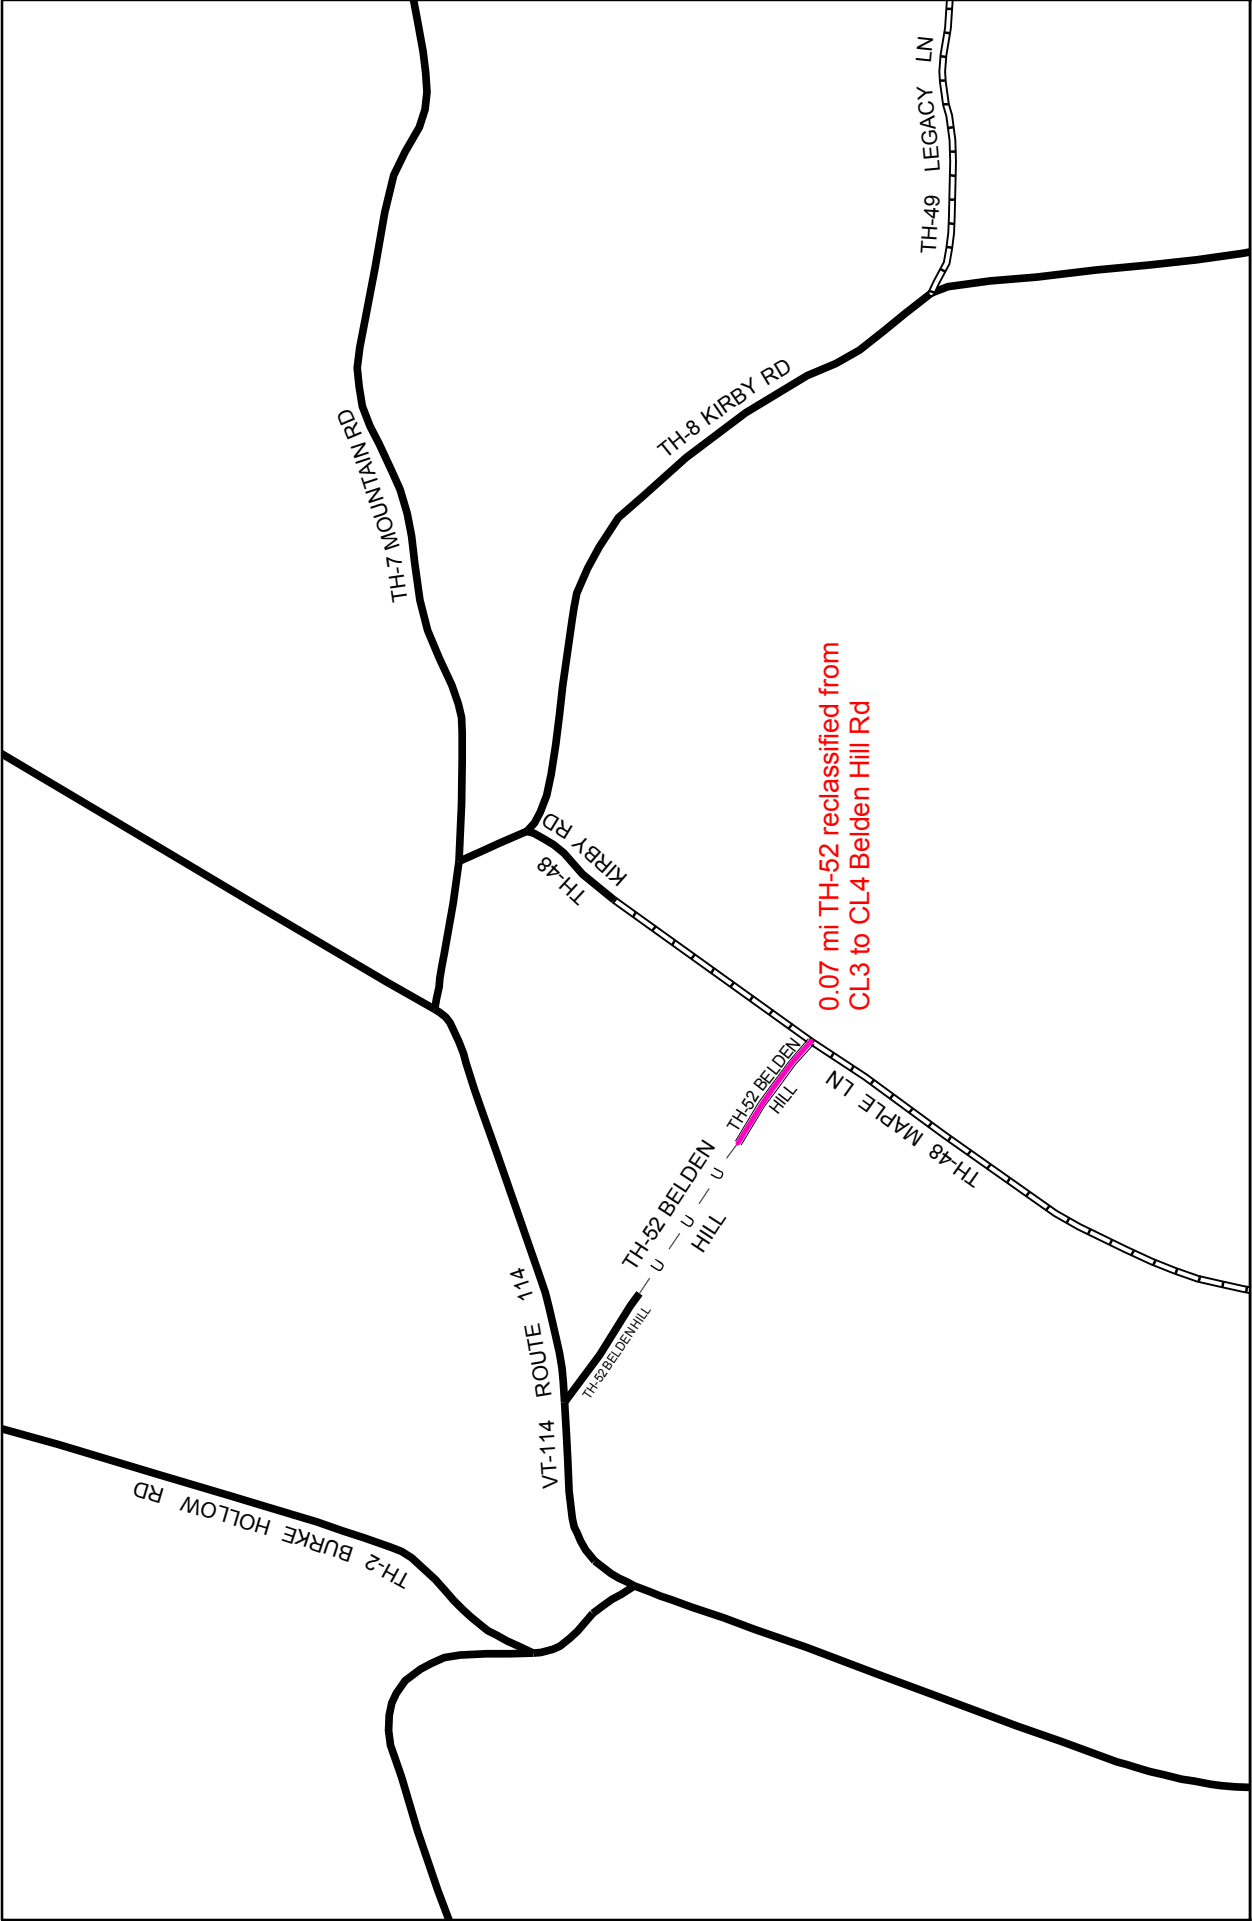 TH-49 LEGACY LN
TH-7 MOUNTAIN RD
TH-8 KIRBY RD
TH-48
KIRBY RD
0.07 mi TH-52 reclassified from
CL3 to CL4 Belden Hill Rd
TH-52 BELDEN
HILL
TH-48 MAPLE LN
TH-52 BELDEN
HILL
U
U
U
TH-52 BELDEN HILL
VT-114 ROUTE 114
TH-2 BURKE HOLLOW RD